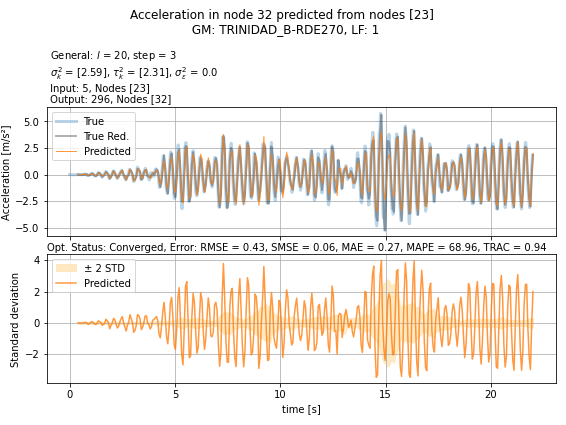 Acceleration in node 32 predicted from nodes [23]
GM: TRINIDAD_B-RDE270, LF: 1
General: l = 20, step = 3
σ²ₖ = [2.59], τ²ₖ = [2.31], σ²ε = 0.0
Input: 5, Nodes [23]
Output: 296, Nodes [32]
Acceleration [m/s²]
5.0
2.5
0.0
−2.5
−5.0
True
True Red.
Predicted
Opt. Status: Converged, Error: RMSE = 0.43, SMSE = 0.06, MAE = 0.27, MAPE = 68.96, TRAC = 0.94
Standard deviation
4
2
0
−2
± 2 STD
Predicted
0 5 10 15 20
time [s]